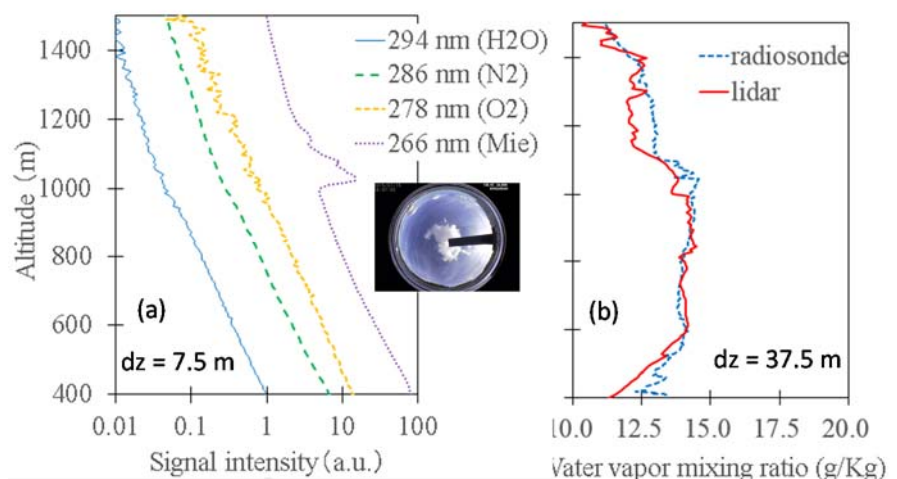 1400
1200
1000
800
600
400
0.01 0.1 1 10 100
Altitude (m)
Signal intensity(a.u.)
294 nm (H2O)
286 nm (N2)
278 nm (O2)
266 nm (Mie)
(a)
dz = 7.5 m
radiosonde
lidar
(b)
dz = 37.5 m
10.0 12.5 15.0 17.5 20.0
Water vapor mixing ratio (g/Kg)